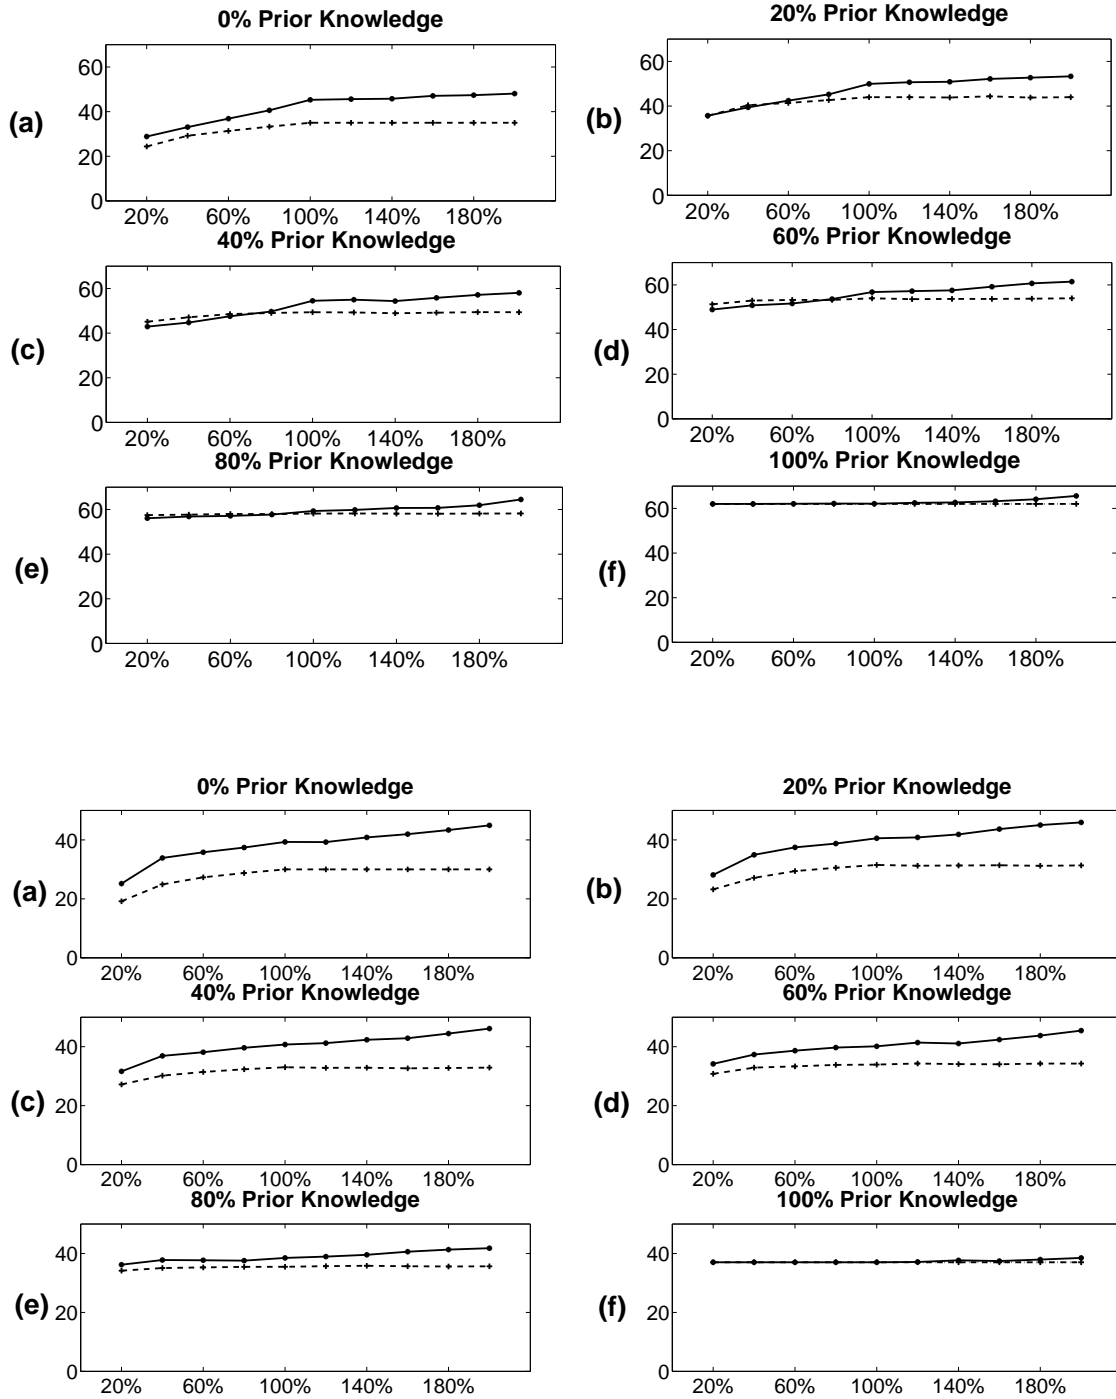 0% Prior Knowledge
60
40
20
0
(a)
20% 60% 100% 140% 180%
20% Prior Knowledge
60
40
20
0
(b)
20% 60% 100% 140% 180%
40% Prior Knowledge
60
40
20
0
(c)
20% 60% 100% 140% 180%
60% Prior Knowledge
60
40
20
0
(d)
20% 60% 100% 140% 180%
80% Prior Knowledge
60
40
20
0
(e)
20% 60% 100% 140% 180%
100% Prior Knowledge
60
40
20
0
(f)
20% 60% 100% 140% 180%
0% Prior Knowledge
40
20
0
(a)
20% 60% 100% 140% 180%
20% Prior Knowledge
40
20
0
(b)
20% 60% 100% 140% 180%
40% Prior Knowledge
40
20
0
(c)
20% 60% 100% 140% 180%
60% Prior Knowledge
40
20
0
(d)
20% 60% 100% 140% 180%
80% Prior Knowledge
40
20
0
(e)
20% 60% 100% 140% 180%
100% Prior Knowledge
40
20
0
(f)
20% 60% 100% 140% 180%